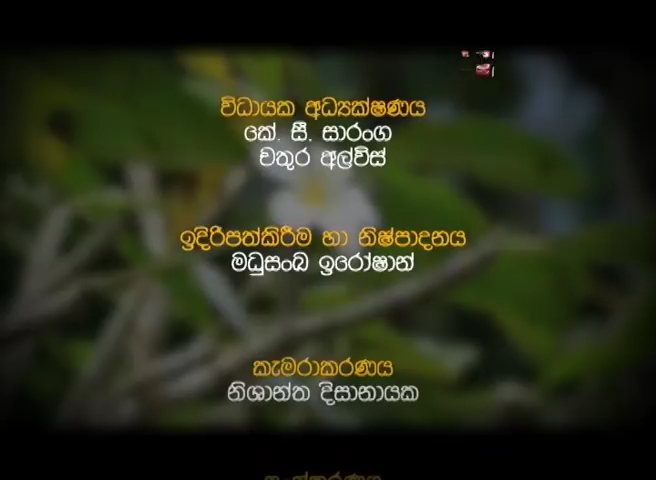 විධායක අධ්‍යක්ෂණය
කේ. සී. සාරංග
චතුර අල්විස්
ඉදිරිපත්කිරීම හා නිෂ්පාදනය
මධුසංඛ ඉරෝෂාන්
කැමරාකරණය
නිශාන්ත දිසානායක